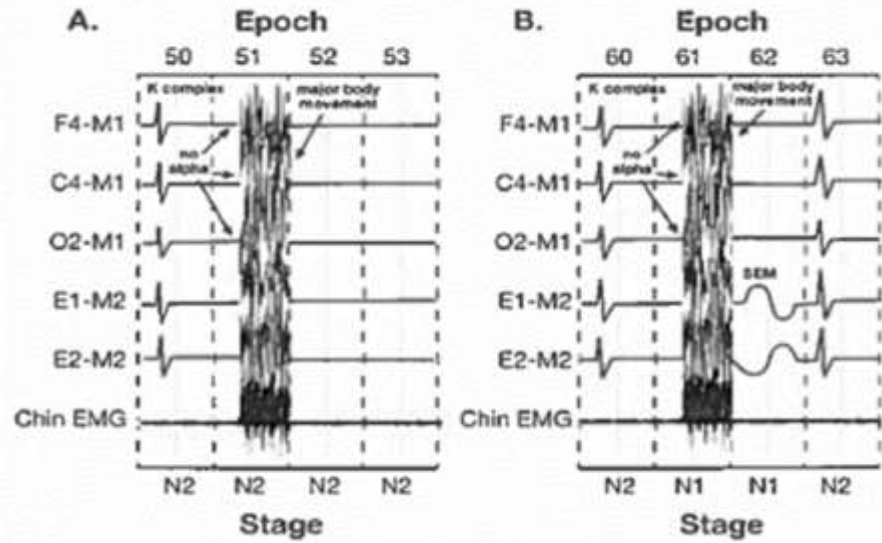 A.
Epoch
50 51 52 53
K complex
major body
movement
F4-M1
no
alpha
C4-M1
O2-M1
E1-M2
E2-M2
Chin EMG
N2 N2 N2 N2
Stage
B.
Epoch
60 61 62 63
K complex
major body
movement
F4-M1
no
alpha
C4-M1
O2-M1
SEM
E1-M2
E2-M2
Chin EMG
N2 N1 N1 N2
Stage